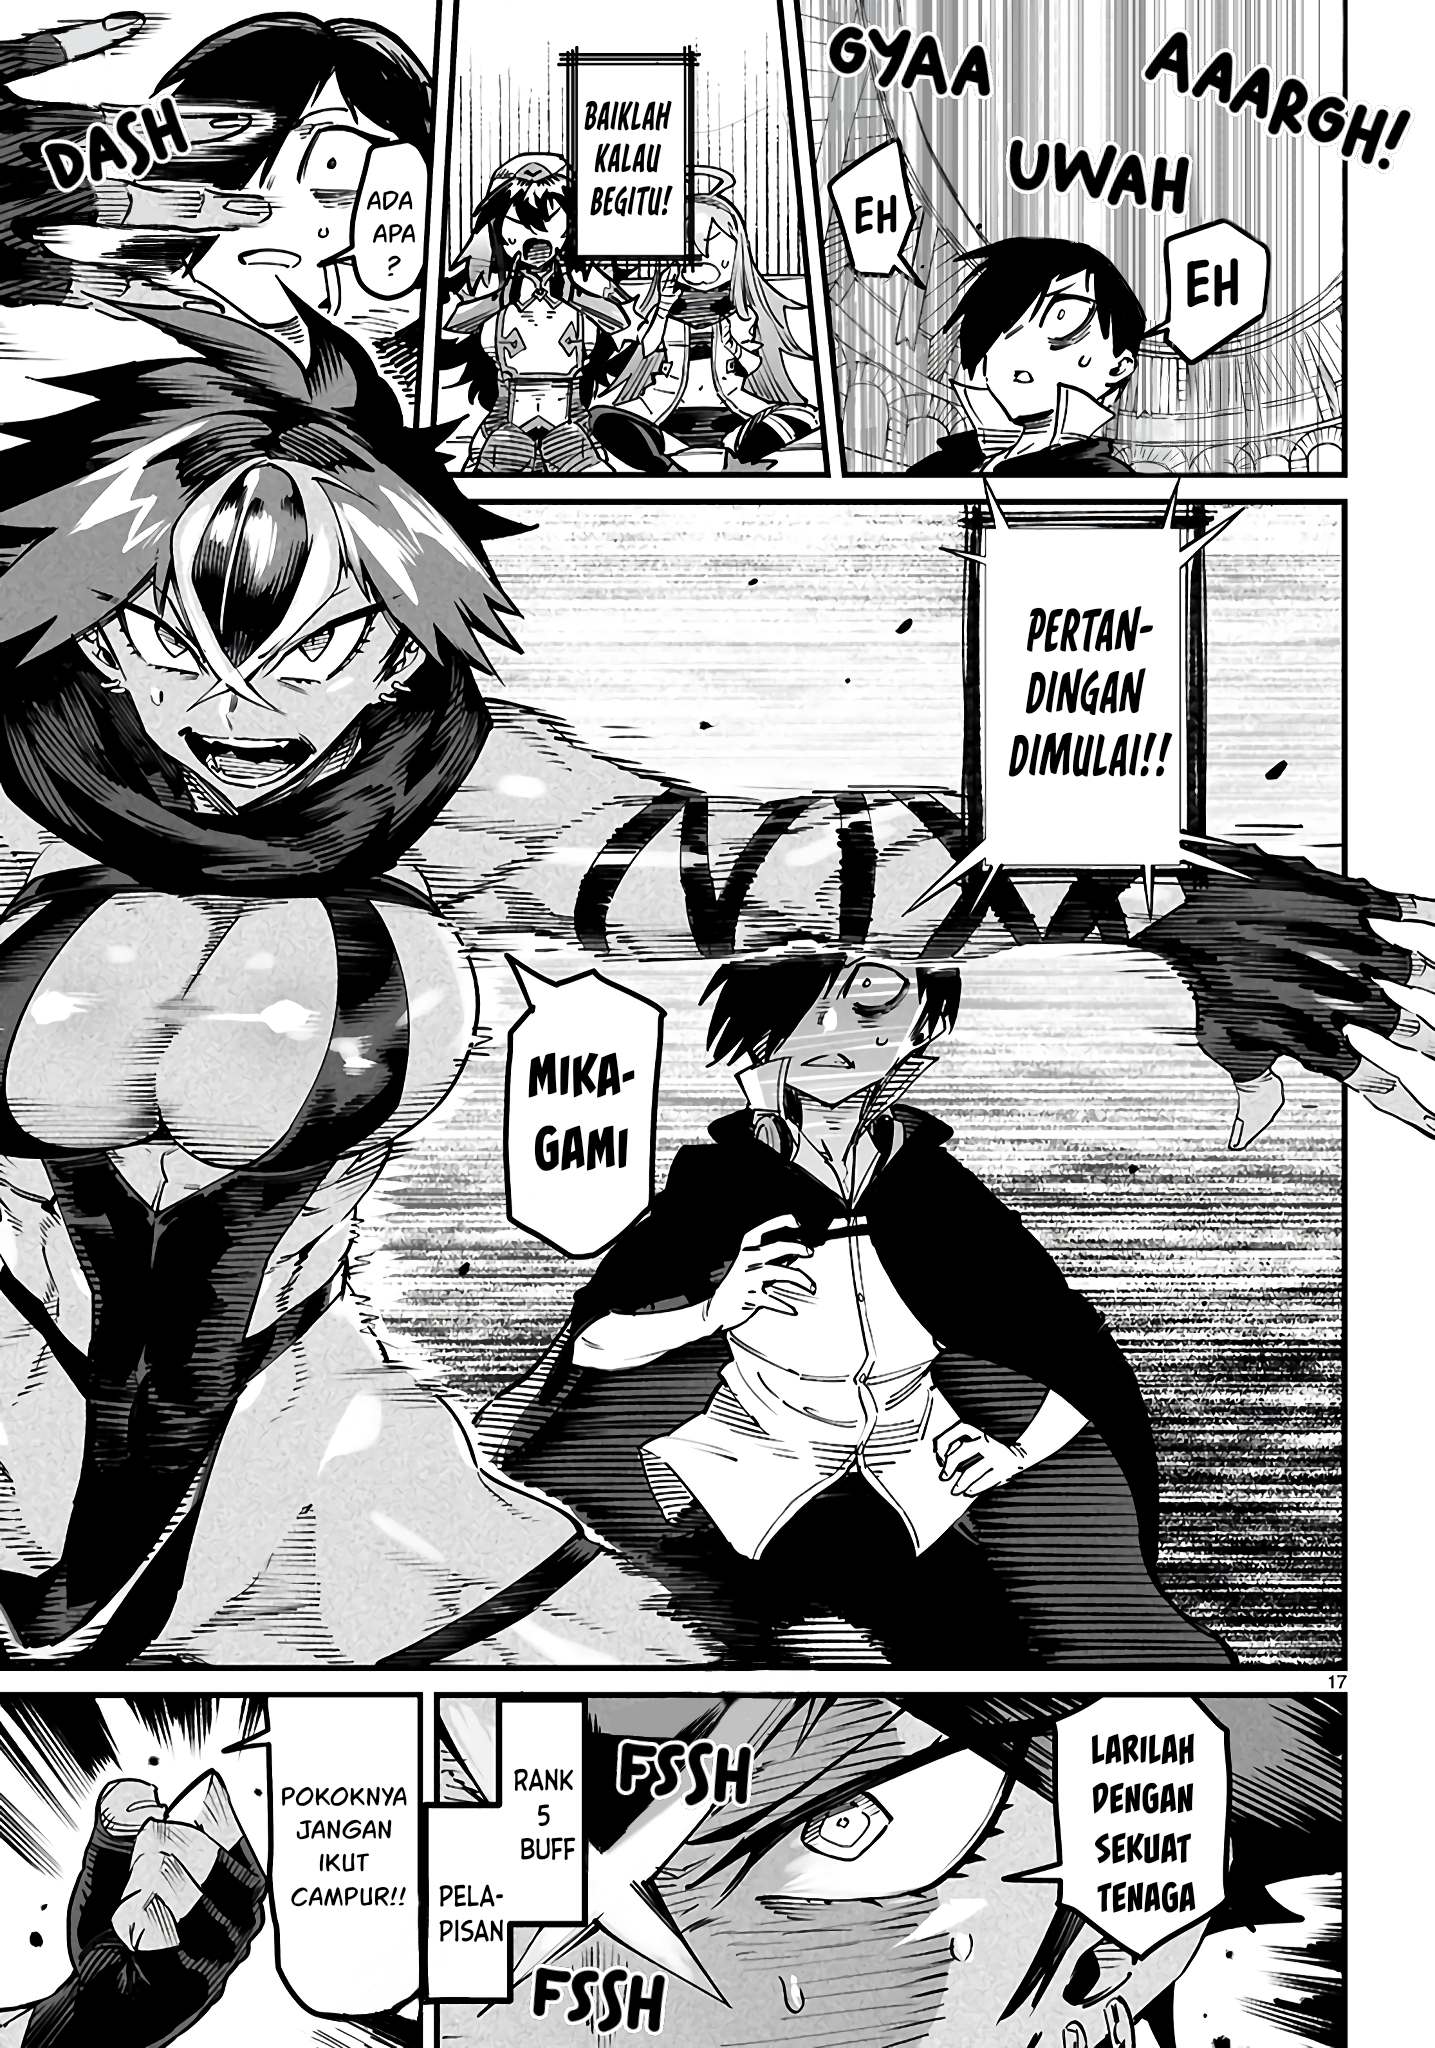 GYAA
AAARGH!
UWAH
EH
EH
BAIKLAH
KALAU
BEGITU!
DASH
ADA
APA
?
PERTAN-
DINGAN
DIMULAI!!
MIKA-
GAMI
17
LARILAH
DENGAN
SEKUAT
TENAGA
FSSH
FSSH
RANK
5
BUFF
PELA-
PISAN
POKOKNYA
JANGAN
IKUT
CAMPUR!!